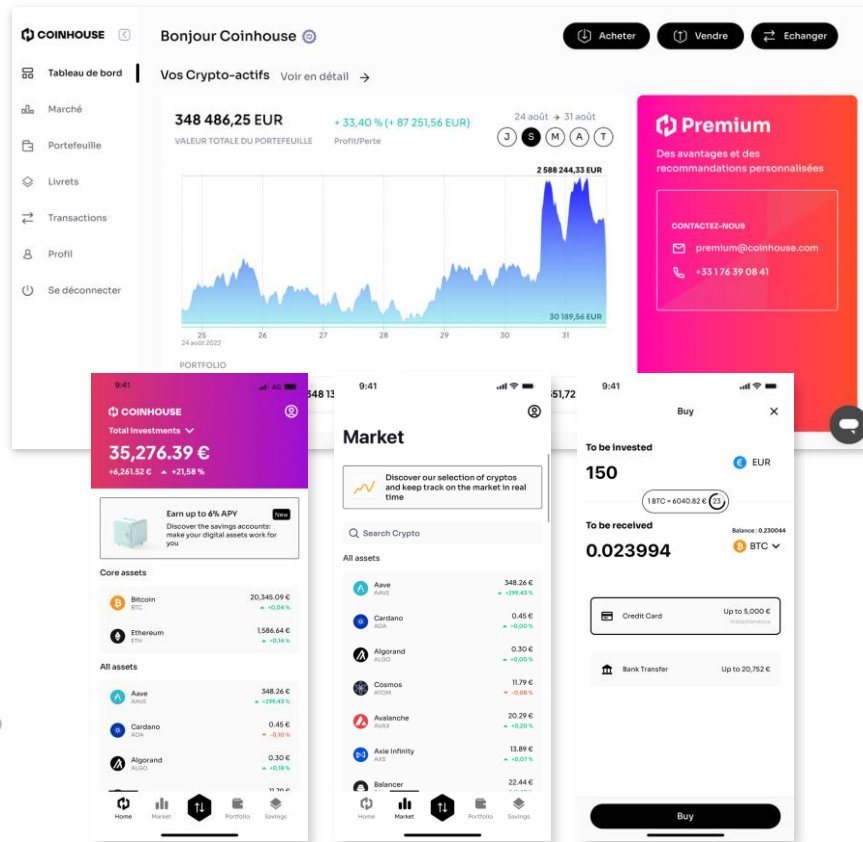 COINHOUSE
Bonjour Coinhouse
Acheter
Vendre
Echanger
Tableau de bord
Marché
Portefeuille
Livrets
Transactions
Profil
Se déconnecter
Vos Crypto-actifs Voir en détail →
348 486,25 EUR
VALEUR TOTALE DU PORTEFEUILLE
+ 33,40 % (+ 87 251,56 EUR)
Profit/Perte
24 août → 31 août
J S M A T
2 588 244,33 EUR
30 189,56 EUR
25 26 27 28 29 30 31
24 août 2022
PORTFOLIO
Premium
Des avantages et des
recommandations personnalisées
CONTACTEZ-NOUS
premium@coinhouse.com
+33 1 76 39 08 41
348 13
351,72
9:41
4G
COINHOUSE
Total Investments
35,276.39 €
+6,261.52 € +21,58 %
Earn up to 6% APY
New
Discover the savings accounts:
make your digital assets work for
you
Core assets
Bitcoin
BTC
20,345.09 €
+0,04 %
Ethereum
ETH
1,586.64 €
+0,14 %
All assets
Aave
AAVE
348.26 €
+299,43 %
Cardano
ADA
0.45 €
-0,10 %
Algorand
ALGO
0.30 €
+0,18 %
11.79 €
Home
Market
Portfolio
Savings
9:41
Market
Discover our selection of cryptos
and keep track on the market in real
time
Search Crypto
All assets
Aave
AAVE
348.26 €
+299,43 %
Cardano
ADA
0.45 €
+0,00 %
Algorand
ALGO
0.30 €
+0,00 %
Cosmos
ATOM
11.79 €
-0,08 %
Avalanche
AVAX
20.29 €
+0,20 %
Axie Infinity
AXS
13.89 €
+0,07 %
Balancer
22.44 €
Home
Market
Portfolio
Savings
9:41
Buy
To be invested
150
EUR
1 BTC = 6040.82 € 23
To be received
Balance : 0.230044
0.023994
BTC
Credit Card
Up to 5,000 €
Instantaneous
Bank Transfer
Up to 20,752 €
Buy